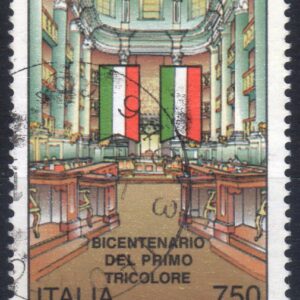 BICENTENARIO
DEL PRIMO
TRICOLORE
ITALIA 750